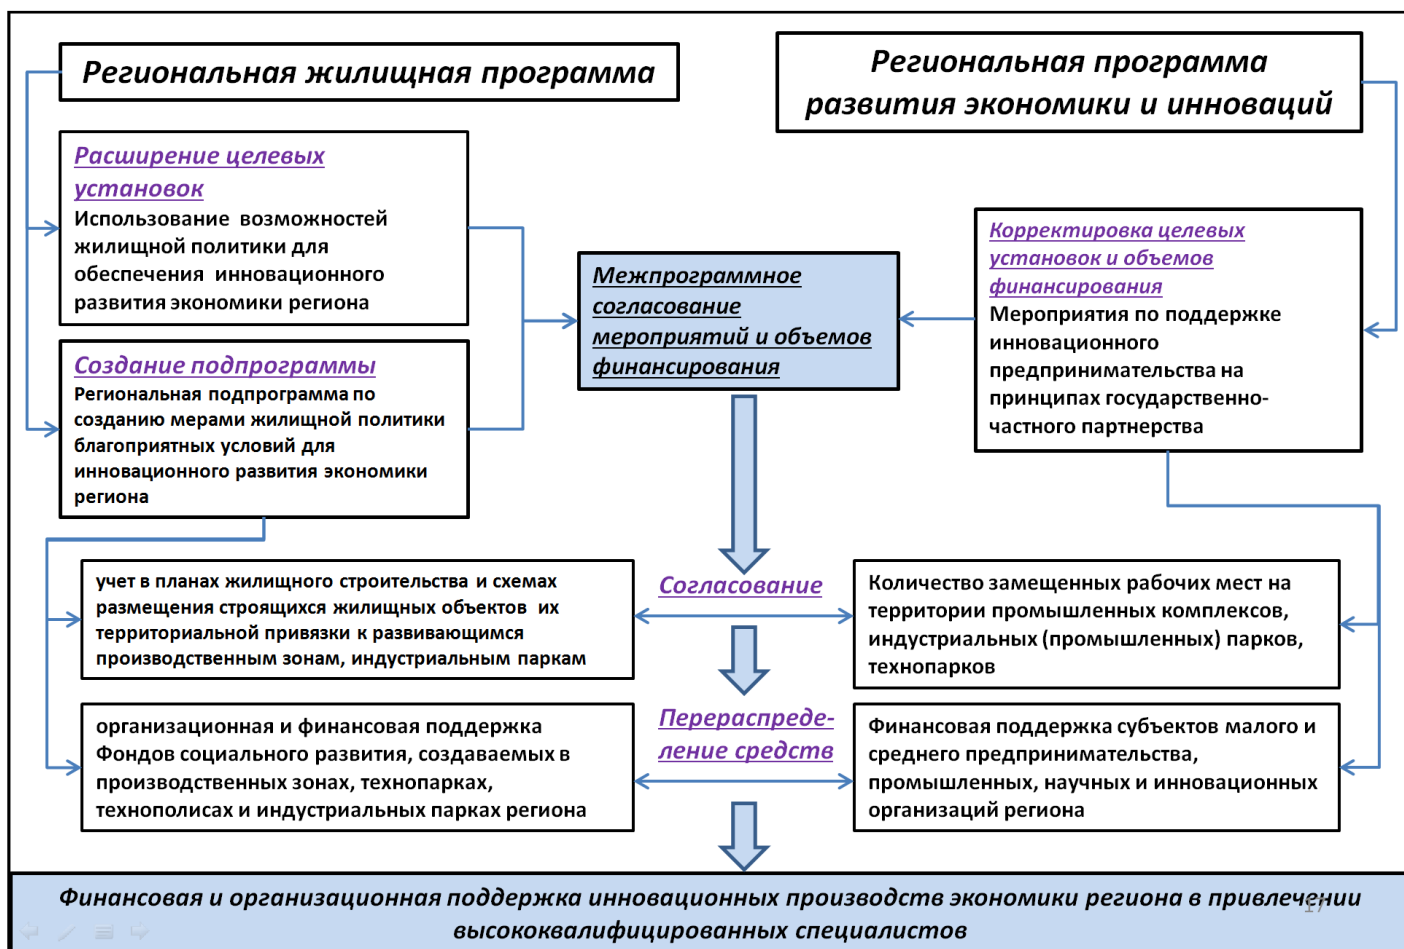 Региональная жилищная программа
Региональная программа
развития экономики и инноваций
Расширение целевых
установок
Использование возможностей
жилищной политики для
обеспечения инновационного
развития экономики региона
Создание подпрограммы
Региональная подпрограмма по
созданию мерами жилищной политики
благоприятных условий для
инновационного развития экономики
региона
Межпрограммное
согласование
мероприятий и объемов
финансирования
Корректировка целевых
установок и объемов
финансирования
Мероприятия по поддержке
инновационного
предпринимательства на
принципах государственно-
частного партнерства
учет в планах жилищного строительства и схемах
размещения строящихся жилищных объектов их
территориальной привязки к развивающимся
производственным зонам, индустриальным паркам
Согласование
Количество замещенных рабочих мест на
территории промышленных комплексов,
индустриальных (промышленных) парков,
технопарков
организационная и финансовая поддержка
Фондов социального развития, создаваемых в
производственных зонах, технопарках,
технополисах и индустриальных парках региона
Перераспреде-
ление средств
Финансовая поддержка субъектов малого и
среднего предпринимательства,
промышленных, научных и инновационных
организаций региона
Финансовая и организационная поддержка инновационных производств экономики региона в привлечении
высококвалифицированных специалистов
17